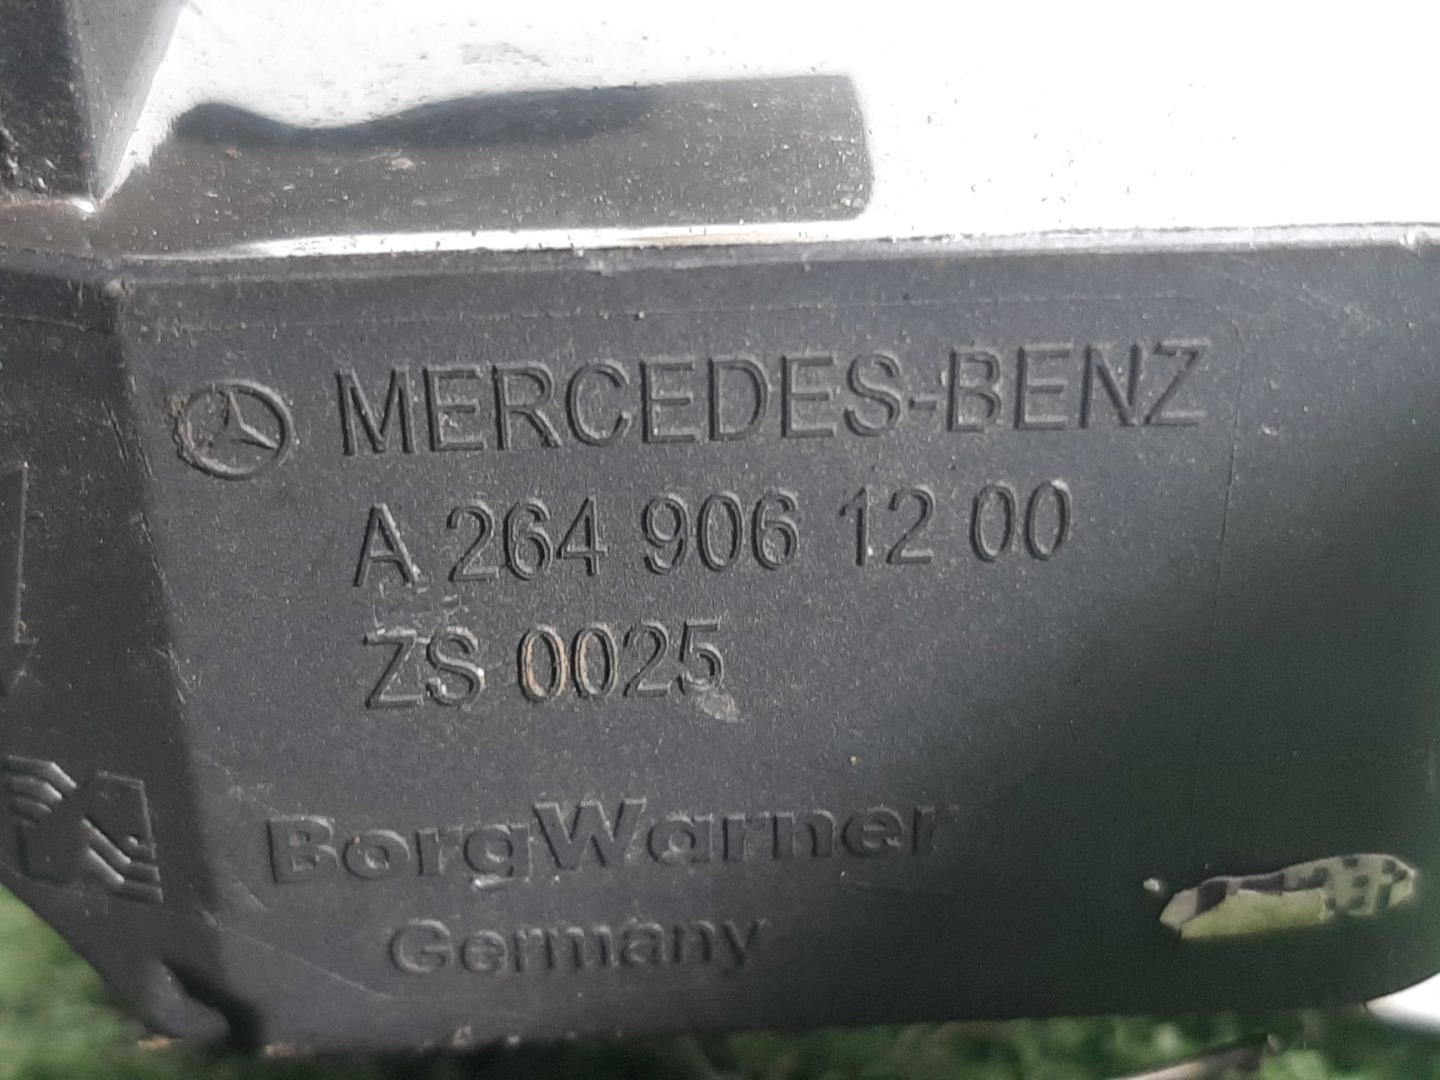 MERCEDES-BENZ
A 264 906 12 00
ZS 0025
BorgWarner
Germany